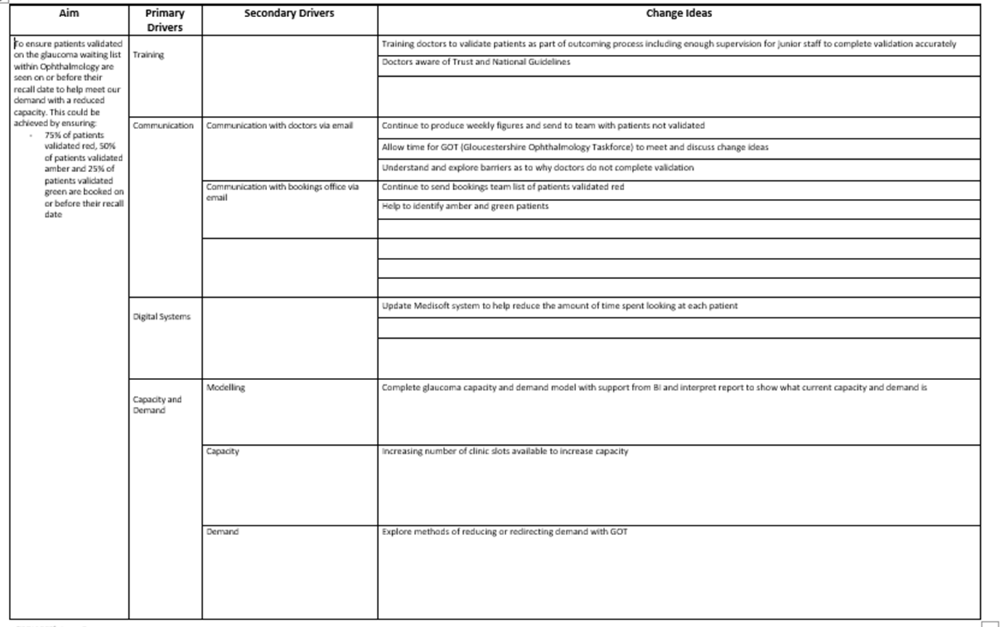 Aim
Primary
Drivers
Secondary Drivers
Change Ideas
To ensure patients validated
on the glaucoma waiting list
within Ophthalmology are
seen on or before their
recall date to help meet our
demand with a reduced
capacity. This could be
achieved by ensuring:
- 75% of patients
validated red, 50%
of patients validated
amber and 25% of
patients validated
green are booked on
or before their recall
date
Training
Training doctors to validate patients as part of outcoming process including enough supervision for junior staff to complete validation accurately
Doctors aware of Trust and National Guidelines
Communication
Communication with doctors via email
Continue to produce weekly figures and send to team with patients not validated
Allow time for GOT (Gloucestershire Ophthalmology Taskforce) to meet and discuss change ideas
Understand and explore barriers as to why doctors do not complete validation
Communication with bookings office via
email
Continue to send bookings team list of patients validated red
Help to identify amber and green patients
Digital Systems
Update Medisoft system to help reduce the amount of time spent looking at each patient
Capacity and
Demand
Modelling
Complete glaucoma capacity and demand model with support from BI and interpret report to show what current capacity and demand is
Capacity
Increasing number of clinic slots available to increase capacity
Demand
Explore methods of reducing or redirecting demand with GOT